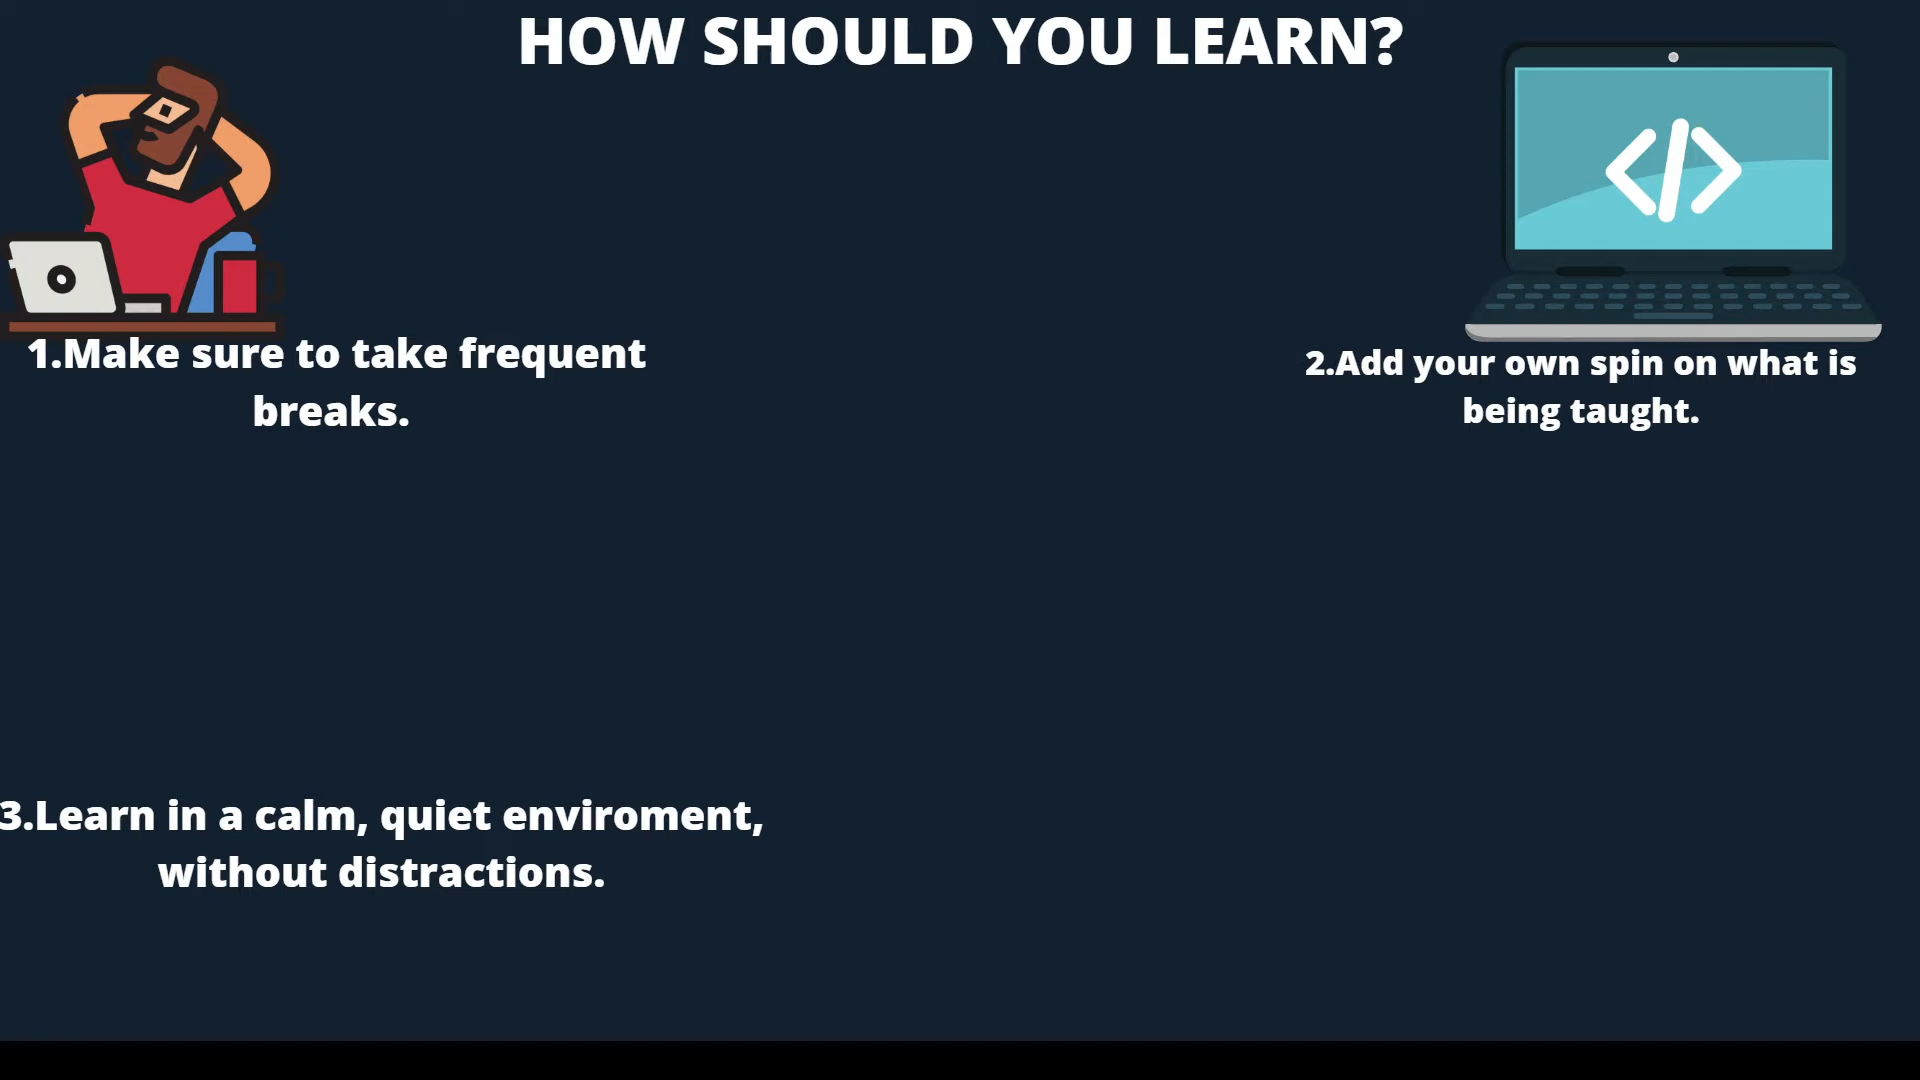 HOW SHOULD YOU LEARN?
1.Make sure to take frequent
breaks.
2.Add your own spin on what is
being taught.
3.Learn in a calm, quiet enviroment,
without distractions.